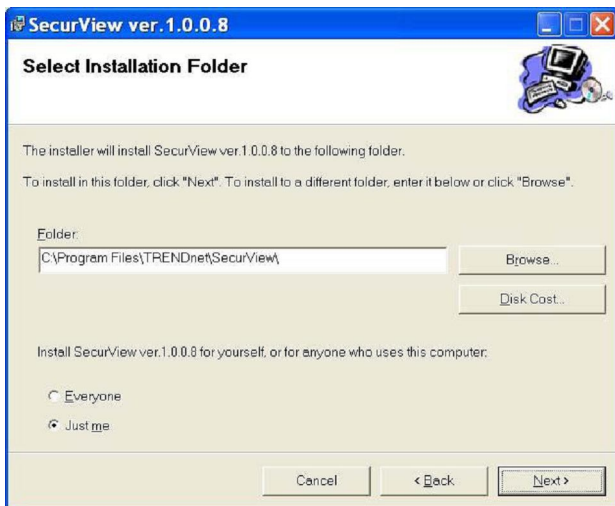 SecurView ver.1.0.0.8
Select Installation Folder
The installer will install SecurView ver.1.0.0.8 to the following folder.
To install in this folder, click "Next". To install to a different folder, enter it below or click "Browse".
Folder:
C:\Program Files\TRENDnet\SecurView\
Browse...
Disk Cost...
Install SecurView ver.1.0.0.8 for yourself, or for anyone who uses this computer:
Everyone
Just me
Cancel
< Back
Next >